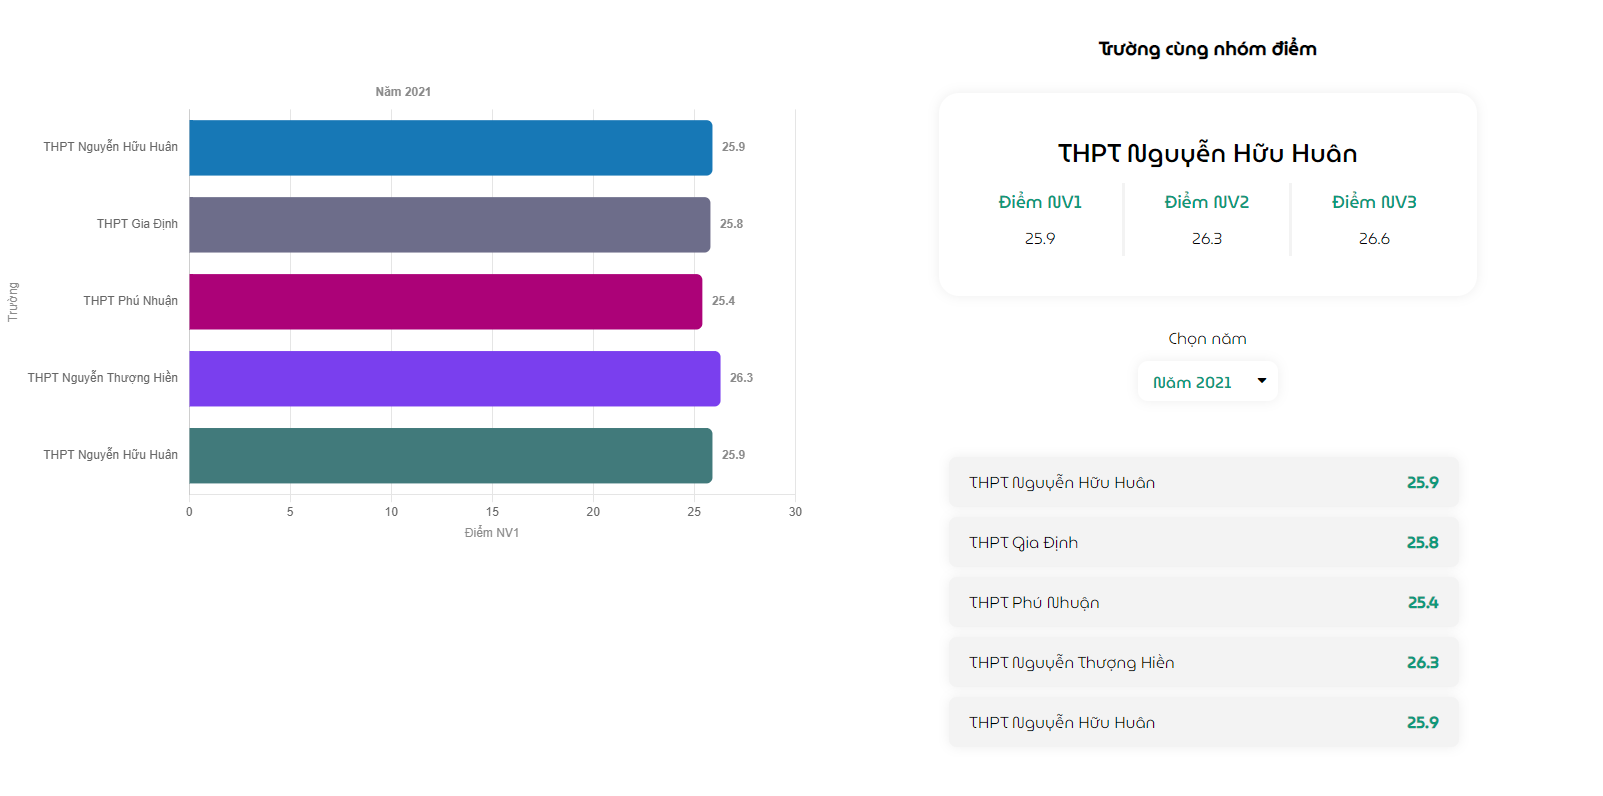 Năm 2021
Trường
THPT Nguyễn Hữu Huân
25.9
THPT Gia Định
25.8
THPT Phú Nhuận
25.4
THPT Nguyễn Thượng Hiền
26.3
THPT Nguyễn Hữu Huân
25.9
0 5 10 15 20 25 30
Điểm NV1
Trường cùng nhóm điểm
THPT Nguyễn Hữu Huân
Điểm NV1 Điểm NV2 Điểm NV3
25.9 26.3 26.6
Chọn năm
Năm 2021
THPT Nguyễn Hữu Huân 25.9
THPT Gia Định 25.8
THPT Phú Nhuận 25.4
THPT Nguyễn Thượng Hiền 26.3
THPT Nguyễn Hữu Huân 25.9